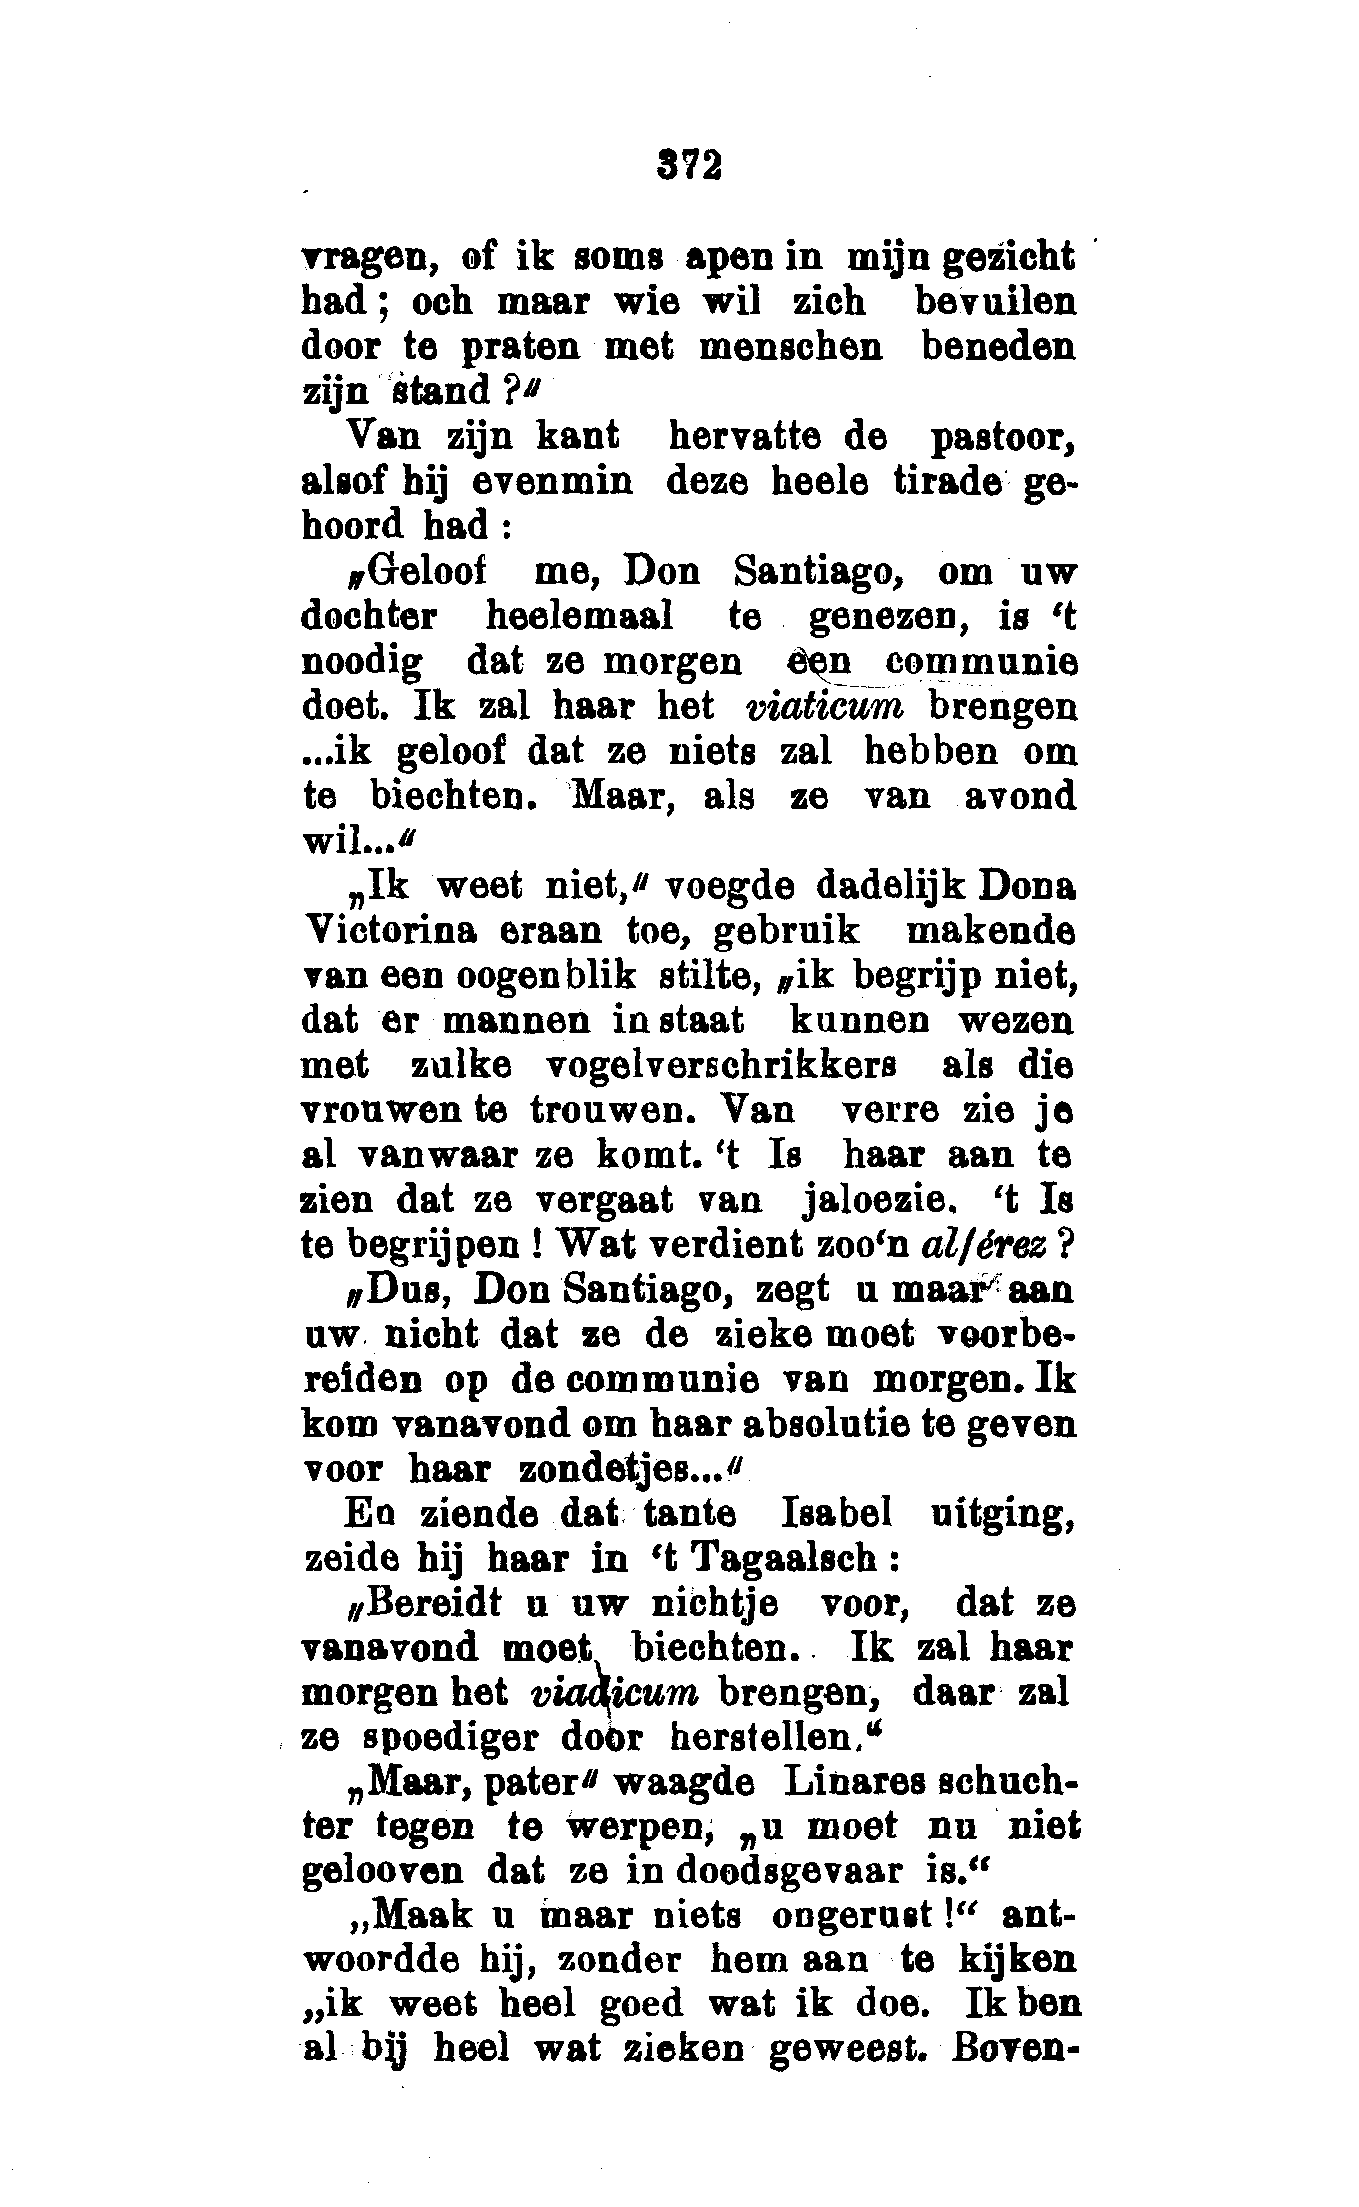 372
vragen, of ik soms apen in mijn gezicht
had ; och maar wie wil zich bevuilen
door te praten met menschen beneden
zijn stand ?"
Van zijn kant hervatte de pastoor,
alsof hij evenmin deze heele tirade ge-
hoord had :
„Geloof me, Don Santiago, om uw
dochter heelemaal te genezen, is ‘t
noodig dat ze morgen een communie
doet. Ik zal haar het viaticum brengen
...ik geloof dat ze niets zal hebben om
te biechten. Maar, als ze van avond
wil..."
„Ik weet niet," voegde dadelijk Dona
Victorina eraan toe, gebruik makende
van een oogenblik stilte, „ik begrijp niet,
dat er mannen in staat kunnen wezen
met zulke vogelverschrikkers als die
vrouwen te trouwen. Van verre zie je
al vanwaar ze komt. ‘t Is haar aan te
zien dat ze vergaat van jaloezie. ‘t Is
te begrijpen ! Wat verdient zoo‘n alférez ?
„Dus, Don Santiago, zegt u maar aan
uw nicht dat ze de zieke moet voorbe-
reiden op de communie van morgen. Ik
kom vanavond om haar absolutie te geven
voor haar zondetjes..."
En ziende dat tante Isabel uitging,
zeide hij haar in ‘t Tagaalsch :
„Bereidt u uw nichtje voor, dat ze
vanavond moet biechten. Ik zal haar
morgen het viaticum brengen, daar zal
ze spoediger door herstellen.“
„Maar, pater" waagde Linares schuch-
ter tegen te werpen, „u moet nu niet
gelooven dat ze in doodsgevaar is.“
„Maak u maar niets ongerust !“ ant-
woordde hij, zonder hem aan te kijken
„ik weet heel goed wat ik doe. Ik ben
al bij heel wat zieken geweest. Boven-